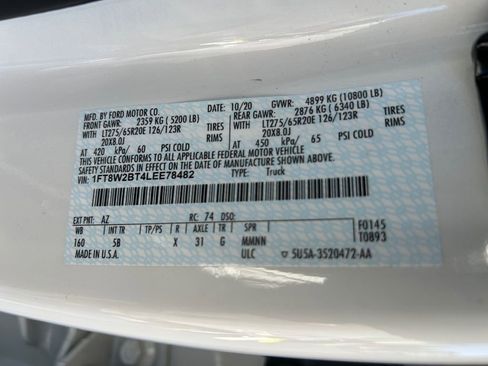 MFD. BY FORD MOTOR CO. DATE: 10/20 GVWR: 4899 KG (10800 LB)
FRONT GAWR: 2359 KG (5200 LB) REAR GAWR: 2876 KG (6340 LB)
LT275/65R20E 126/123R TIRES LT275/65R20E 126/123R TIRES
20X8.0J RIMS 20X8.0J RIMS
AT 420 kPa/ 60 PSI COLD AT 450 kPa/ 65 PSI COLD
THIS VEHICLE CONFORMS TO ALL APPLICABLE FEDERAL MOTOR VEHICLE
SAFETY STANDARDS IN EFFECT ON THE DATE OF MANUFACTURE SHOWN ABOVE.
VIN: 1FT8W2BT4LEE78482 TYPE: Truck
EXT PNT: AZ RC: 74 DSO: F0145
WB INT TR TP/PS R AXLE TR SPR T0893
160 5B X 31 G MMNN
MADE IN U.S.A. ULC 5U5A-3520472-AA